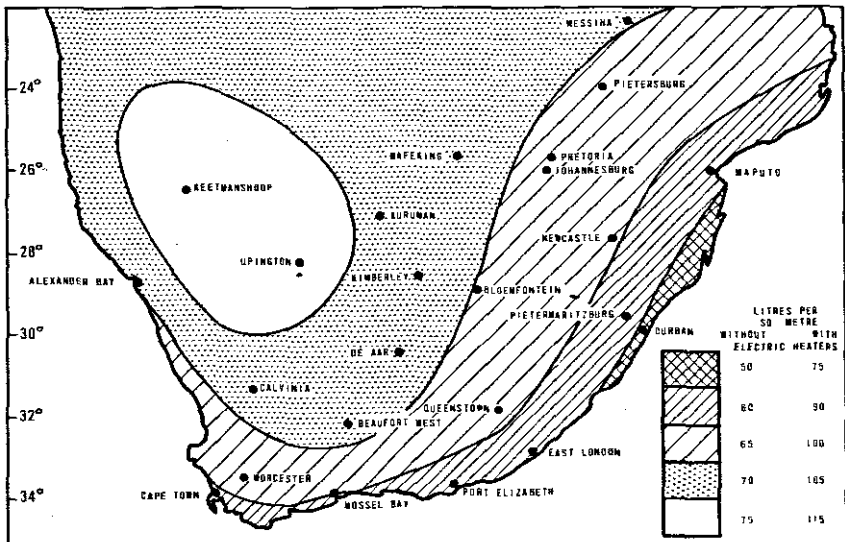 MESSINA
24°
PIETERSBURG
MAFEKING
PRETORIA
JOHANNESBURG
26°
MAPUTO
KEETMANSHOOP
KURUMAN
NEWCASTLE
28°
UPINGTON
KIMBERLEY
ALEXANDER BAY
BLOEMFONTEIN
PIETERMARITZBURG
DURBAN
30°
DE AAR
CALVINIA
QUEENSTOWN
32°
BEAUFORT WEST
EAST LONDON
WORCESTER
34°
CAPE TOWN
MOSSEL BAY
PORT ELIZABETH
LITRES PER
SQ METRE
WITHOUT WITH
ELECTRIC HEATERS
50 75
60 90
65 100
70 105
75 115